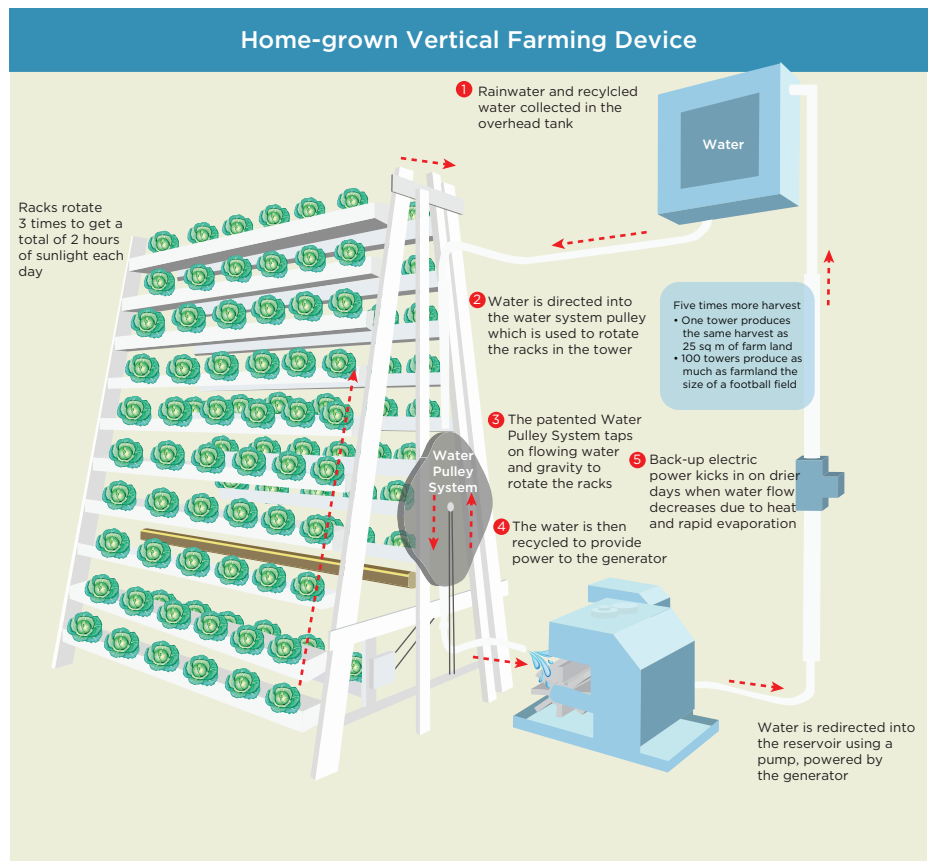 Home-grown Vertical Farming Device
1 Rainwater and recylcled
water collected in the
overhead tank
Water
Racks rotate
3 times to get a
total of 2 hours
of sunlight each
day
2 Water is directed into
the water system pulley
which is used to rotate
the racks in the tower
Five times more harvest
• One tower produces
the same harvest as
25 sq m of farm land
• 100 towers produce as
much as farmland the
size of a football field
3 The patented Water
Pulley System taps
on flowing water
and gravity to
rotate the racks
Water
Pulley
System
4 The water is then
recycled to provide
power to the generator
5 Back-up electric
power kicks in on drier
days when water flow
decreases due to heat
and rapid evaporation
Water is redirected into
the reservoir using a
pump, powered by
the generator